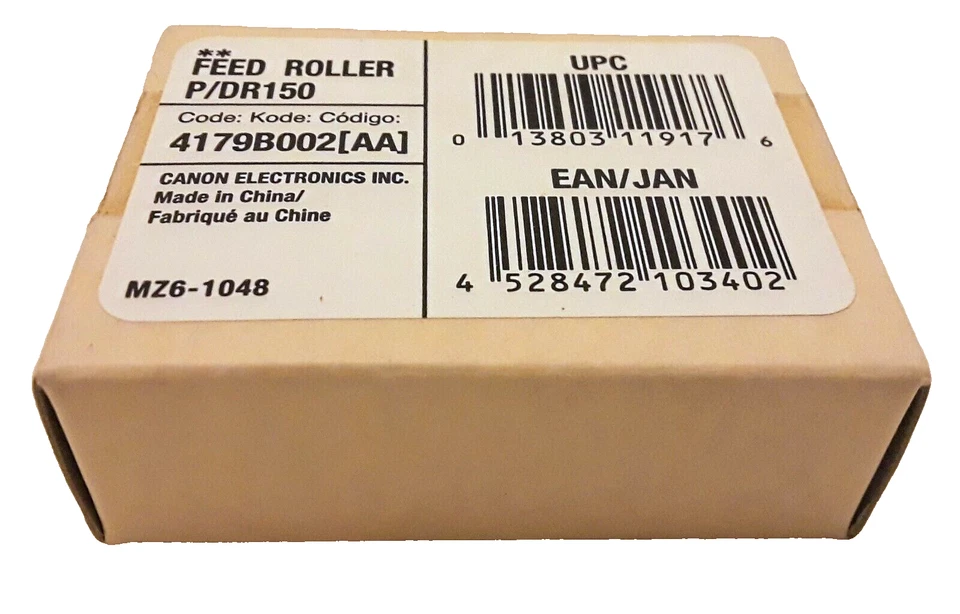 **
FEED ROLLER
P/DR150
Code: Kode: Código:
4179B002[AA]
CANON ELECTRONICS INC.
Made in China/
Fabriqué au Chine
MZ6-1048
UPC
0 13803 11917 6
EAN/JAN
4 528472 103402